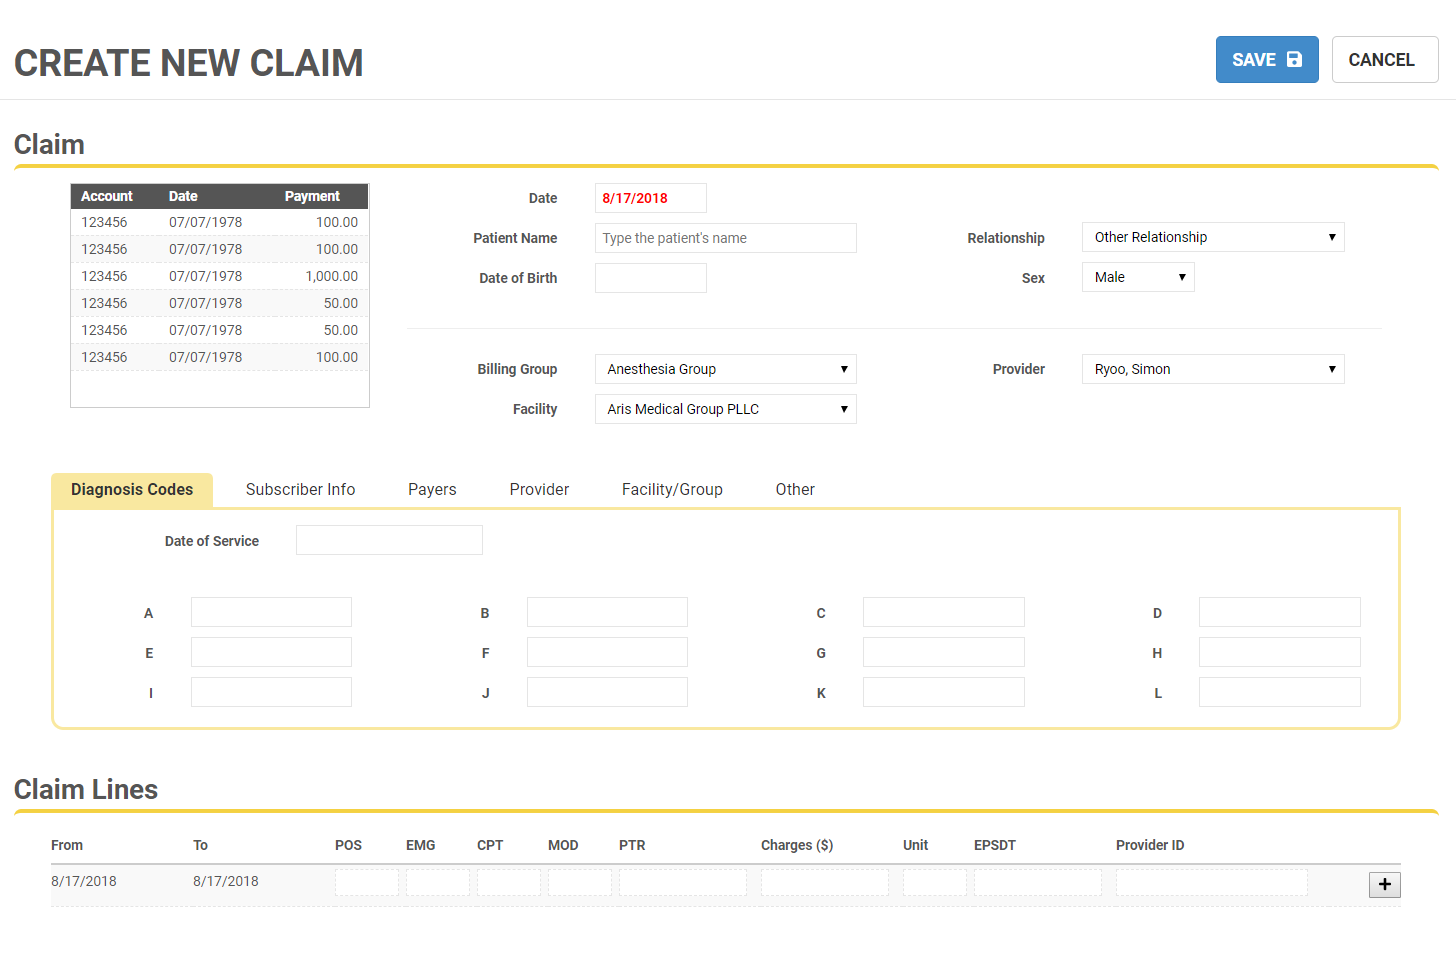 CREATE NEW CLAIM
SAVE
CANCEL
Claim
Account Date Payment
123456 07/07/1978 100.00
123456 07/07/1978 100.00
123456 07/07/1978 1,000.00
123456 07/07/1978 50.00
123456 07/07/1978 50.00
123456 07/07/1978 100.00
Date 8/17/2018
Patient Name Type the patient's name Relationship Other Relationship
Date of Birth Sex Male
Billing Group Anesthesia Group Provider Ryoo, Simon
Facility Aris Medical Group PLLC
Diagnosis Codes Subscriber Info Payers Provider Facility/Group Other
Date of Service
A B C D
E F G H
I J K L
Claim Lines
From To POS EMG CPT MOD PTR Charges ($) Unit EPSDT Provider ID
8/17/2018 8/17/2018 +